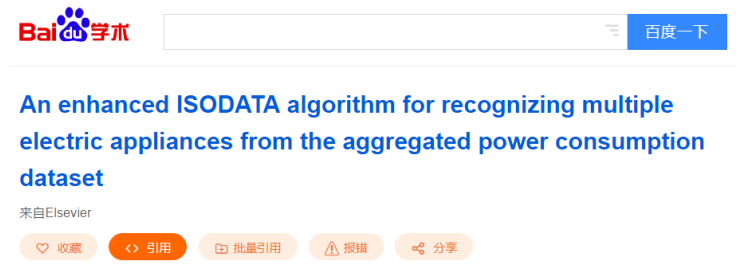 Bai du 学术
百度一下
An enhanced ISODATA algorithm for recognizing multiple
electric appliances from the aggregated power consumption
dataset
来自Elsevier
收藏 <> 引用 批量引用 报错 分享